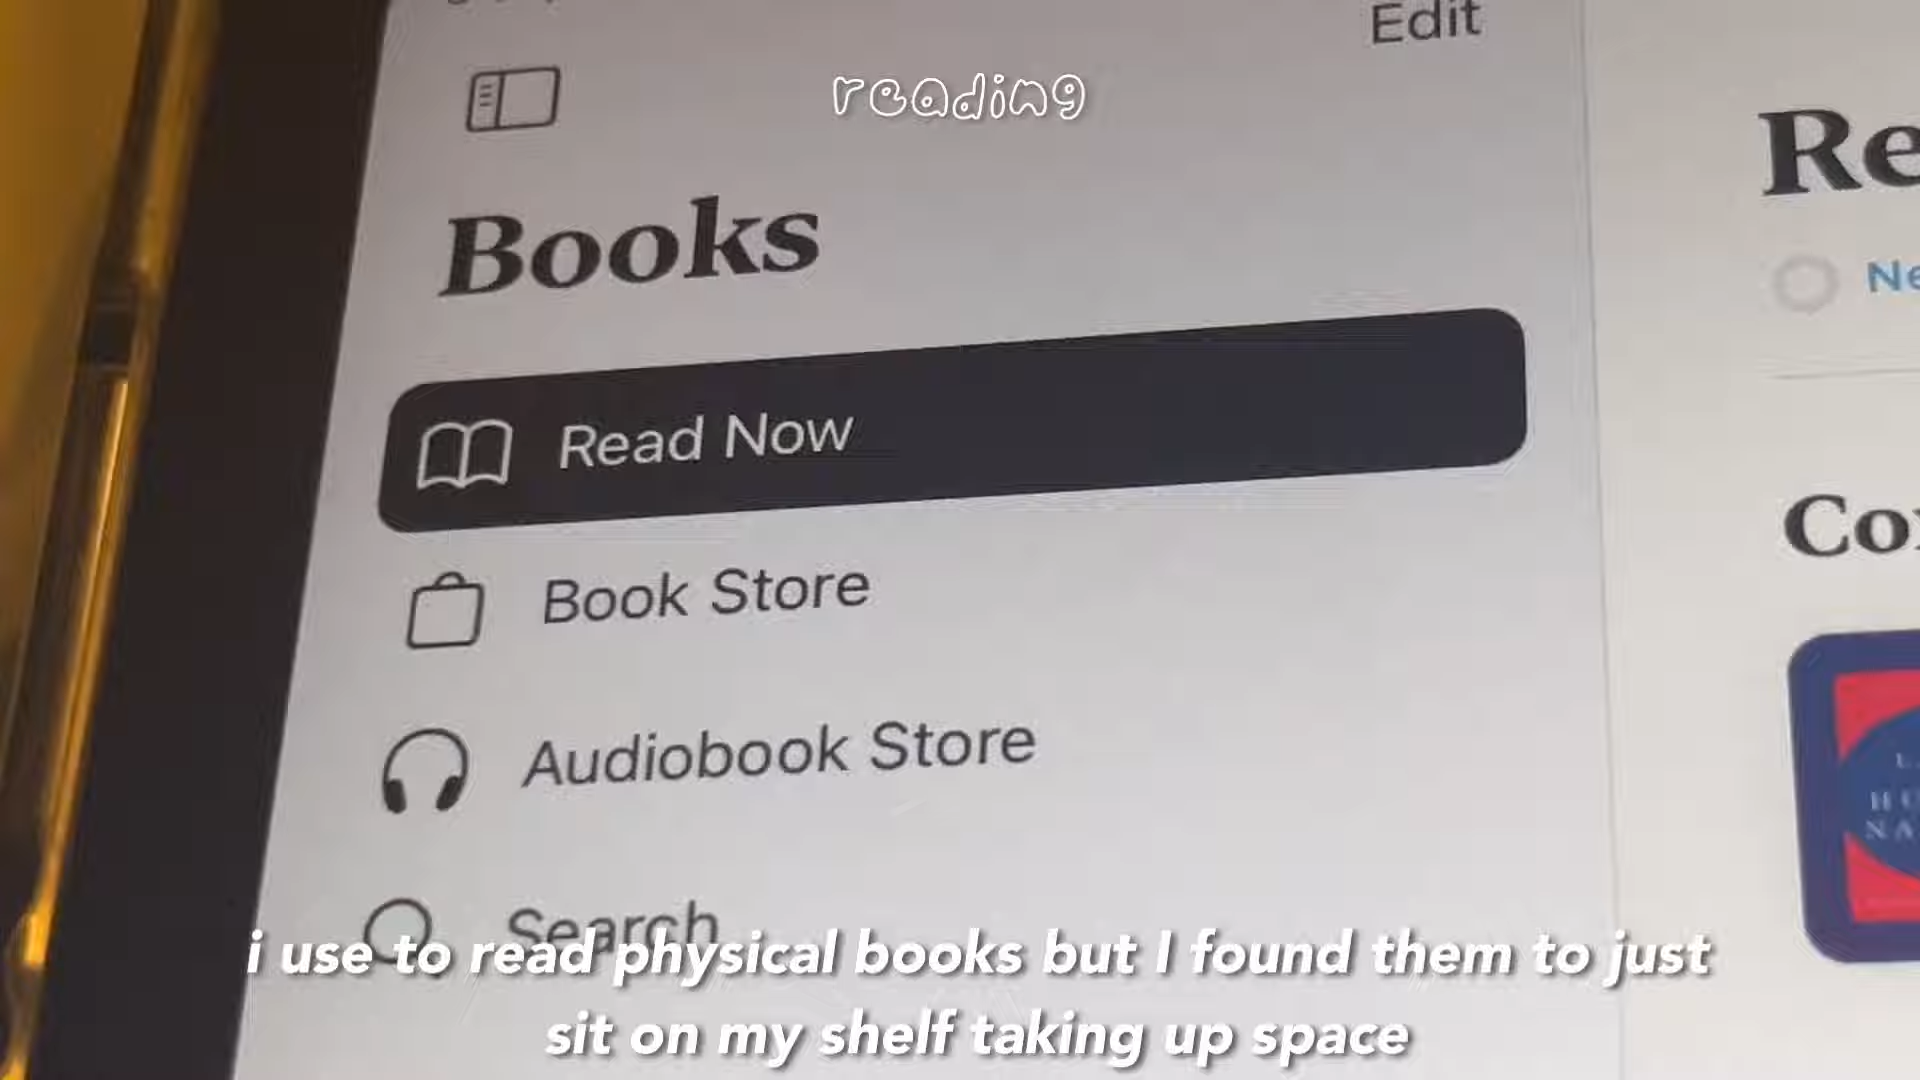 Edit
reading
Books
Read Now
Book Store
Audiobook Store
Search
i use to read physical books but I found them to just
sit on my shelf taking up space